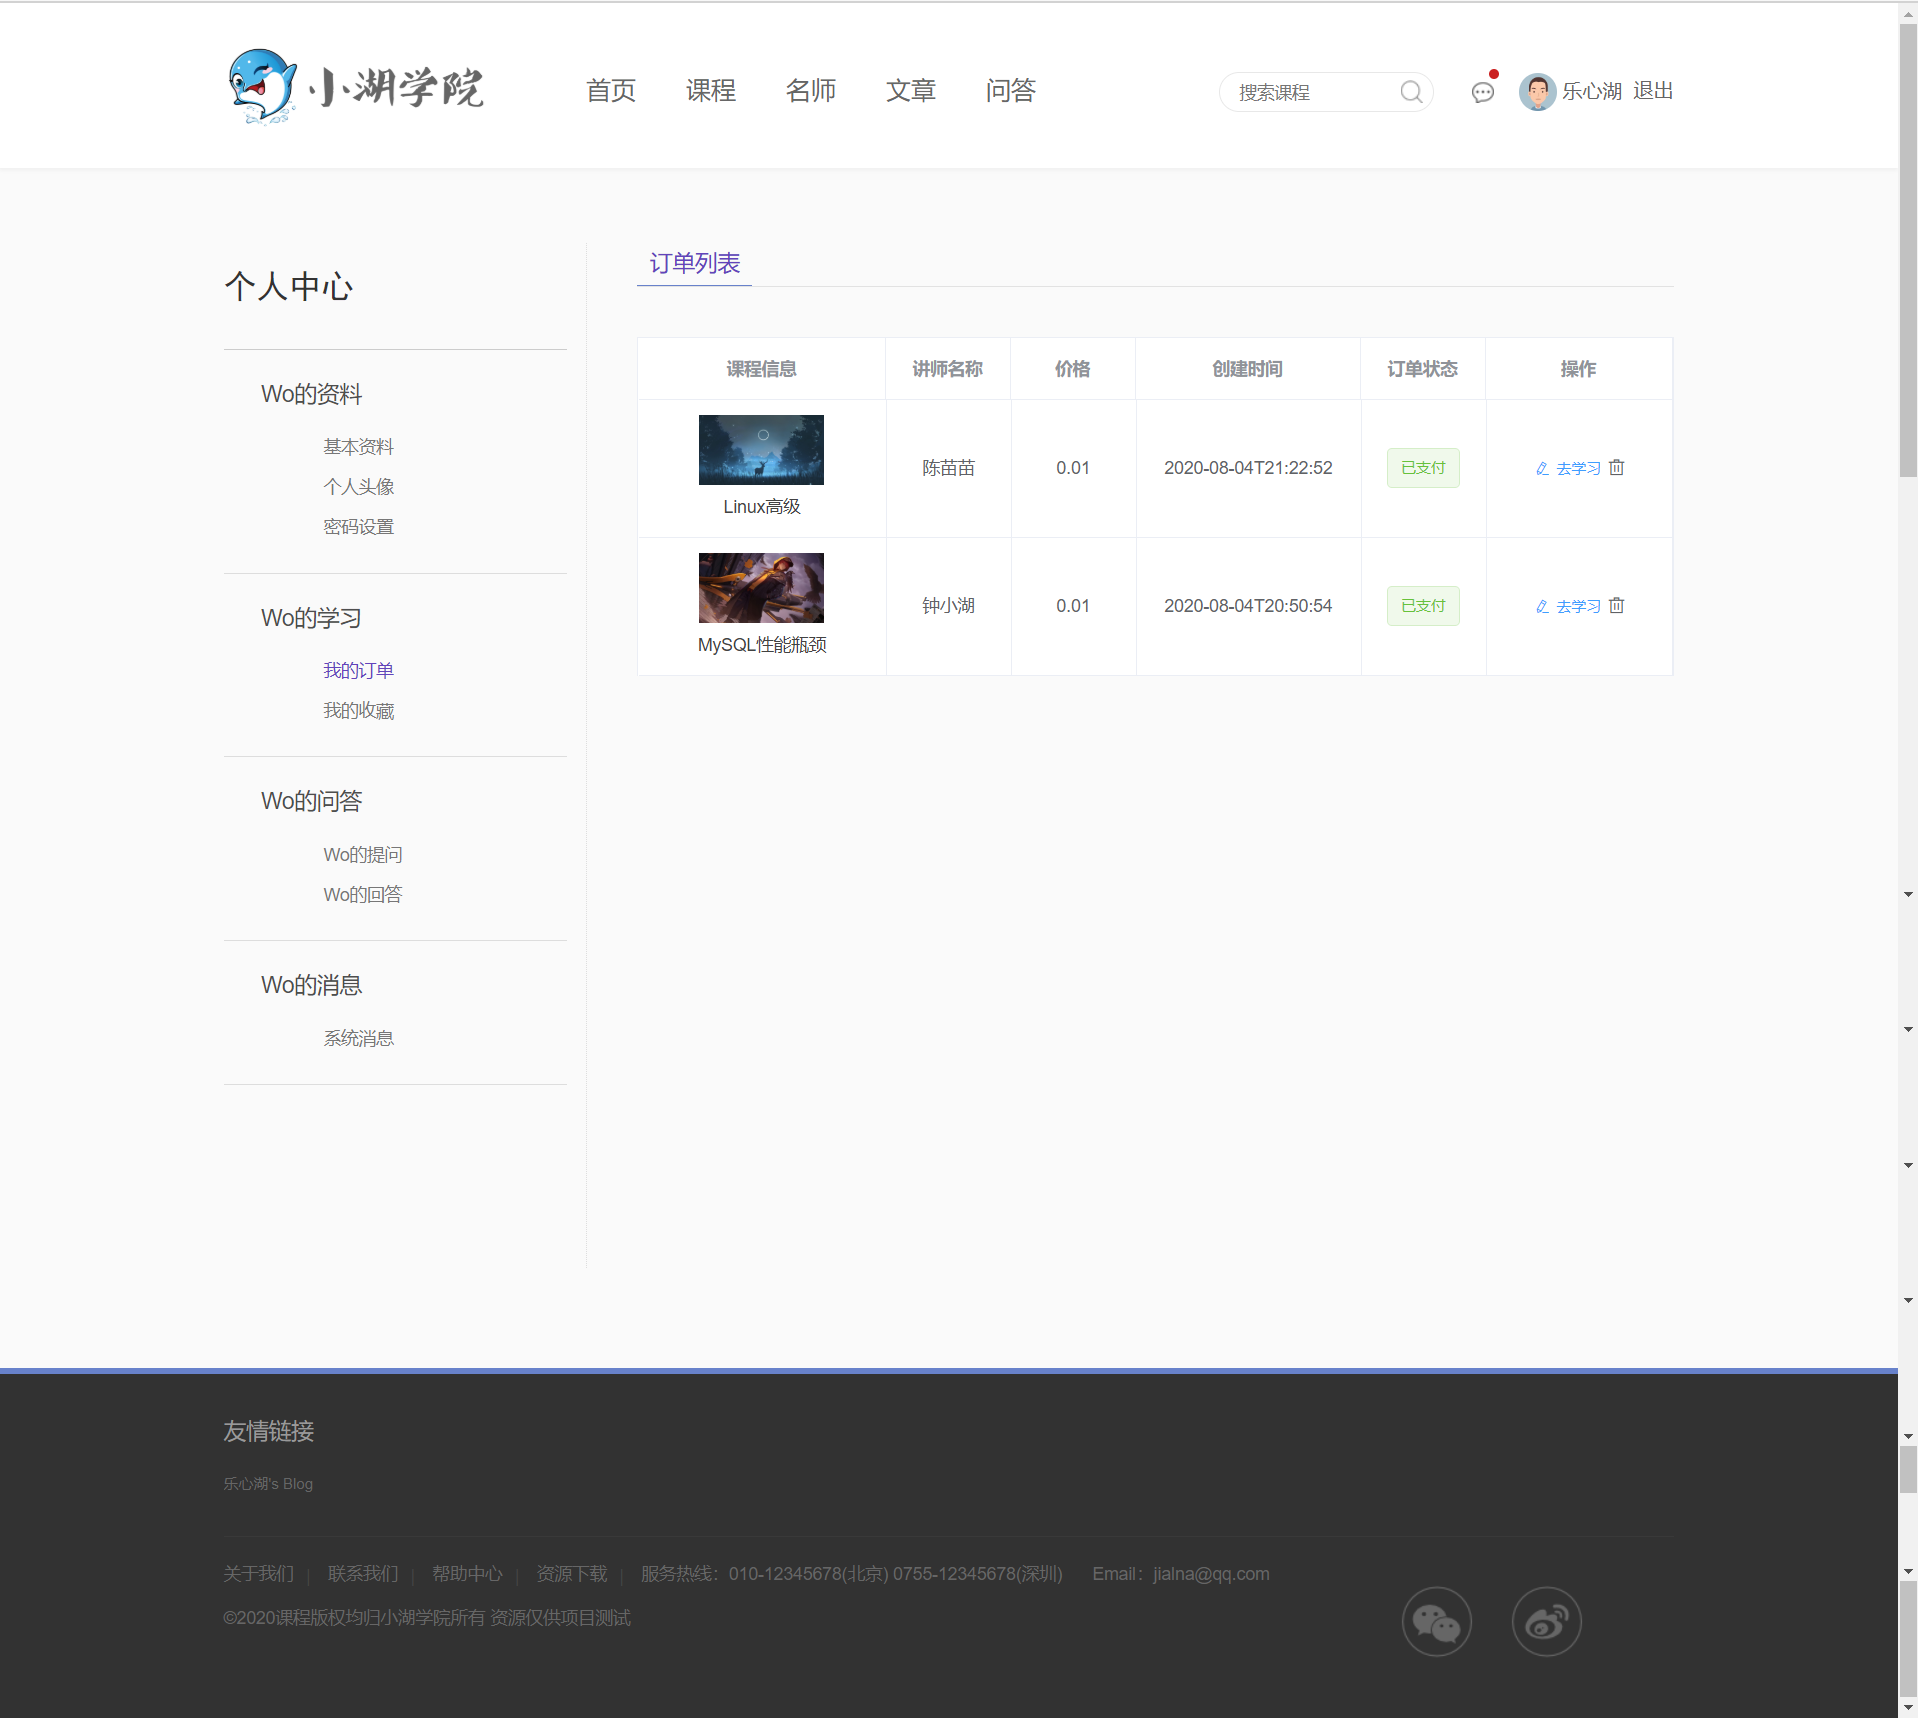 小湖学院
首页 课程 名师 文章 问答
搜索课程
乐心湖 退出
个人中心
Wo的资料
基本资料
个人头像
密码设置
Wo的学习
我的订单
我的收藏
Wo的问答
Wo的提问
Wo的回答
Wo的消息
系统消息
订单列表
课程信息 讲师名称 价格 创建时间 订单状态 操作
Linux高级 陈苗苗 0.01 2020-08-04T21:22:52 已支付 去学习
MySQL性能瓶颈 钟小湖 0.01 2020-08-04T20:50:54 已支付 去学习
友情链接
乐心湖's Blog
关于我们 | 联系我们 | 帮助中心 | 资源下载 | 服务热线：010-12345678(北京) 0755-12345678(深圳) Email：jialna@qq.com
©2020课程版权均归小湖学院所有 资源仅供项目测试